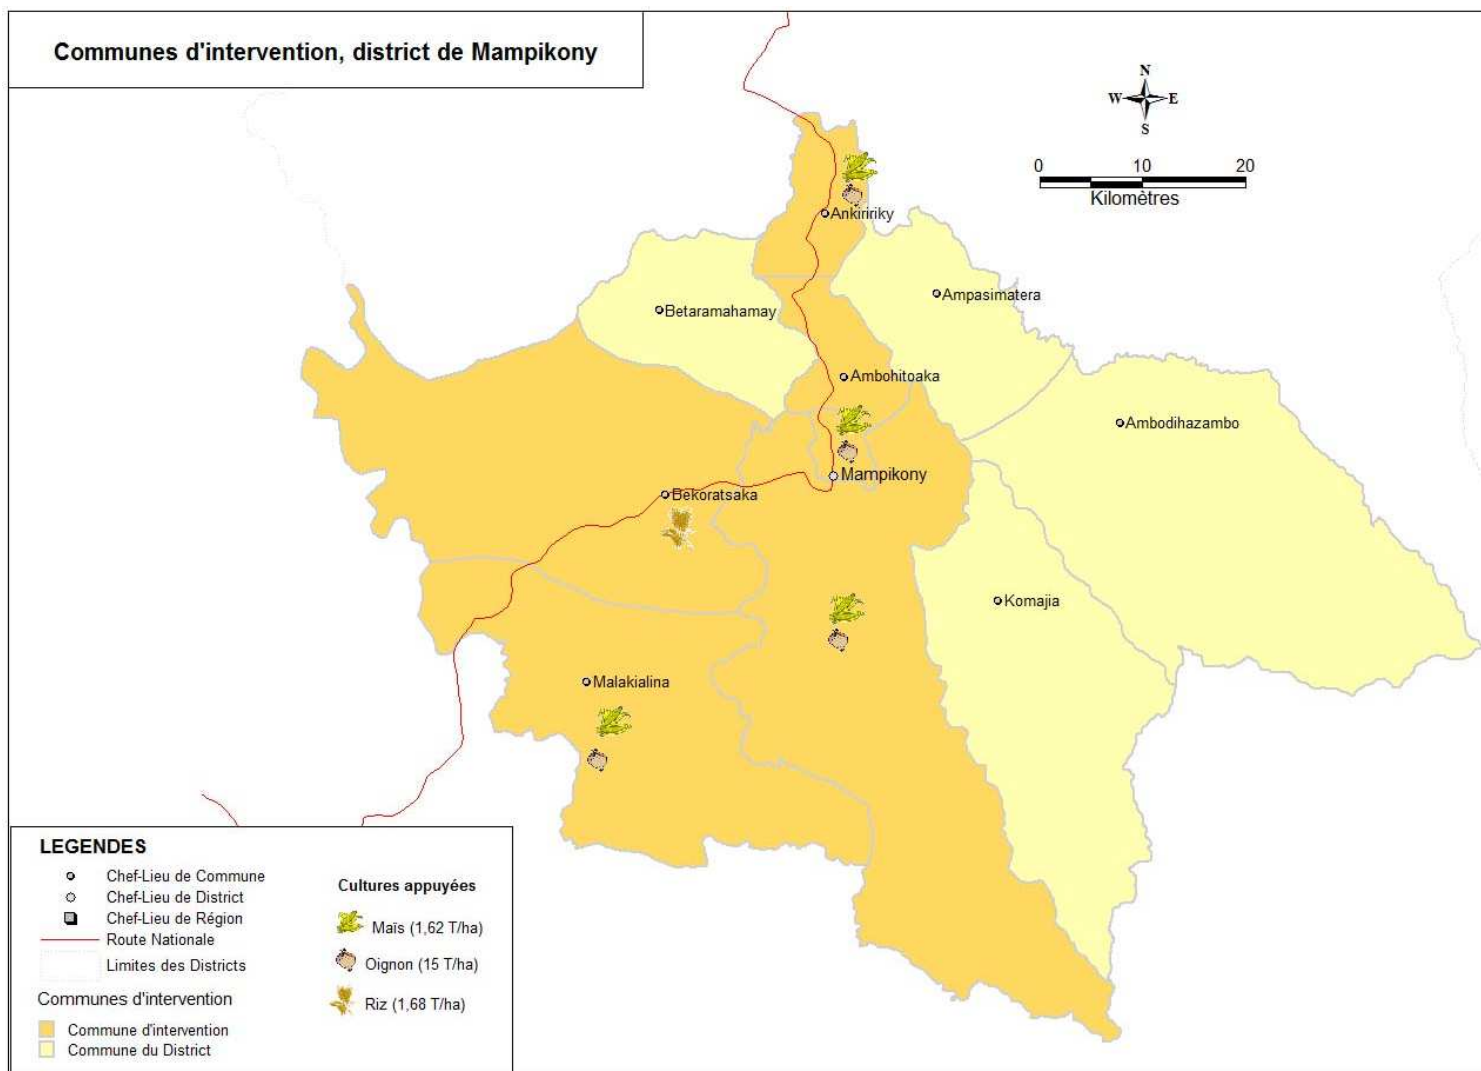 Communes d'intervention, district de Mampikony
N
W E
S
0 10 20
Kilomètres
Ankiririky
Ampasimatera
Betaramahamay
Ambohitoaka
Ambodihazambo
Mampikony
Bekoratsaka
Komajia
Malakialina
LEGENDES
Chef-Lieu de Commune
Chef-Lieu de District
Chef-Lieu de Région
Route Nationale
Limites des Districts
Communes d'intervention
Commune d'intervention
Commune du District
Cultures appuyées
Maïs (1,62 T/ha)
Oignon (15 T/ha)
Riz (1,68 T/ha)